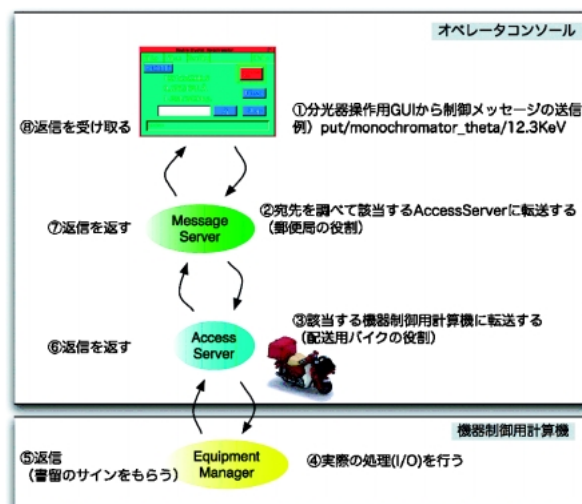 オペレータコンソール
①分光器操作用GUIから制御メッセージの送信
例）put/monochromator_theta/12.3KeV
⑧返信を受け取る
②宛先を調べて該当するAccessServerに転送する
（郵便局の役割）
Message
Server
⑦返信を返す
③該当する機器制御用計算機に転送する
（配送用バイクの役割）
Access
Server
⑥返信を返す
機器制御用計算機
⑤返信
（書留のサインをもらう）
Equipment
Manager
④実際の処理(I/O)を行う